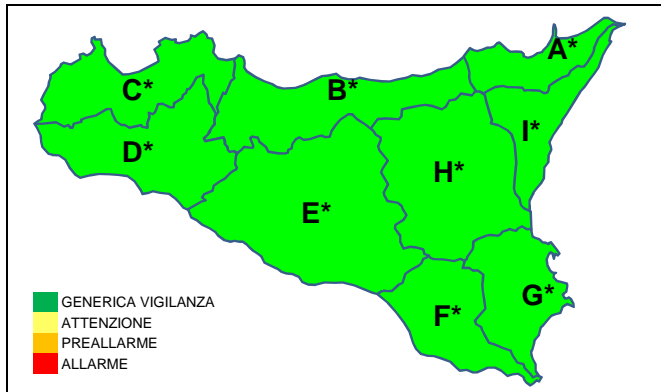 A*
C*
B*
I*
D*
H*
E*
G*
F*
GENERICA VIGILANZA
ATTENZIONE
PREALLARME
ALLARME